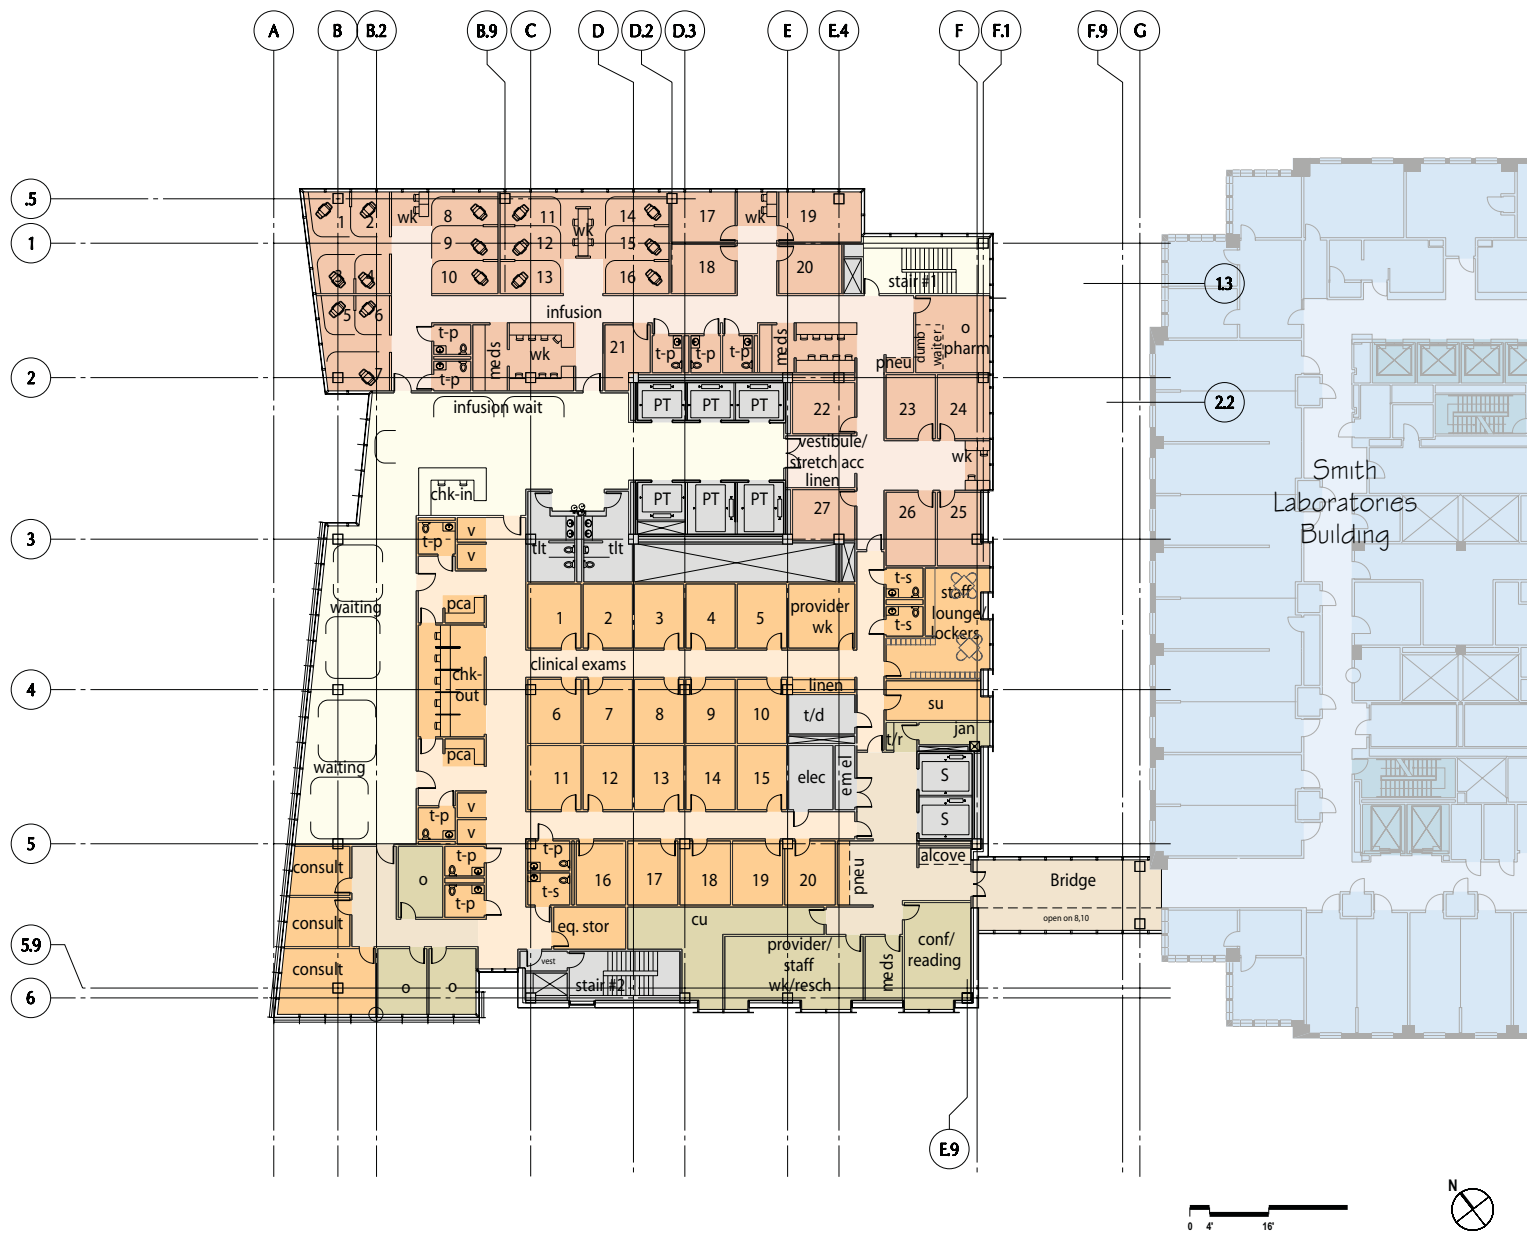 A B B.2 B.9 C D D.2 D.3 E E.4 F F.1 F.9 G
.5
1
1.3
2
2.2
3
4
5
5.9
6
E.9
1 2 wk 8 11 14 17 wk 19
9 12 wk 15
3 4 10 13 16 18 20
stair #1
5 6
infusion
7
t-p
t-p
meds
wk
21
t-p t-p t-p
meds
pneu
dumb
waiter
o
pharm
infusion wait
PT PT PT
22 23 24
vestibule/
stretch acc
linen
wk
chk-in
PT PT PT
27 26 25
t-p v
v
tlt tlt
waiting
pca
1 2 3 4 5
provider
wk
t-s
t-s
staff
lounge/
lockers
clinical exams
chk-
out
linen
su
6 7 8 9 10
t/d
t/r
jan
pca
waiting
11 12 13 14 15
elec
em el
S
S
t-p v
v
consult
consult
consult
o
t-p
t-p
t-p
t-s
16 17 18 19 20
pneu
alcove
Bridge
open on 8,10
eq. stor
cu
provider/
staff
wk/resch
meds
conf/
reading
vest
stair #2
o o
Smith
Laboratories
Building
0 4' 16'
N